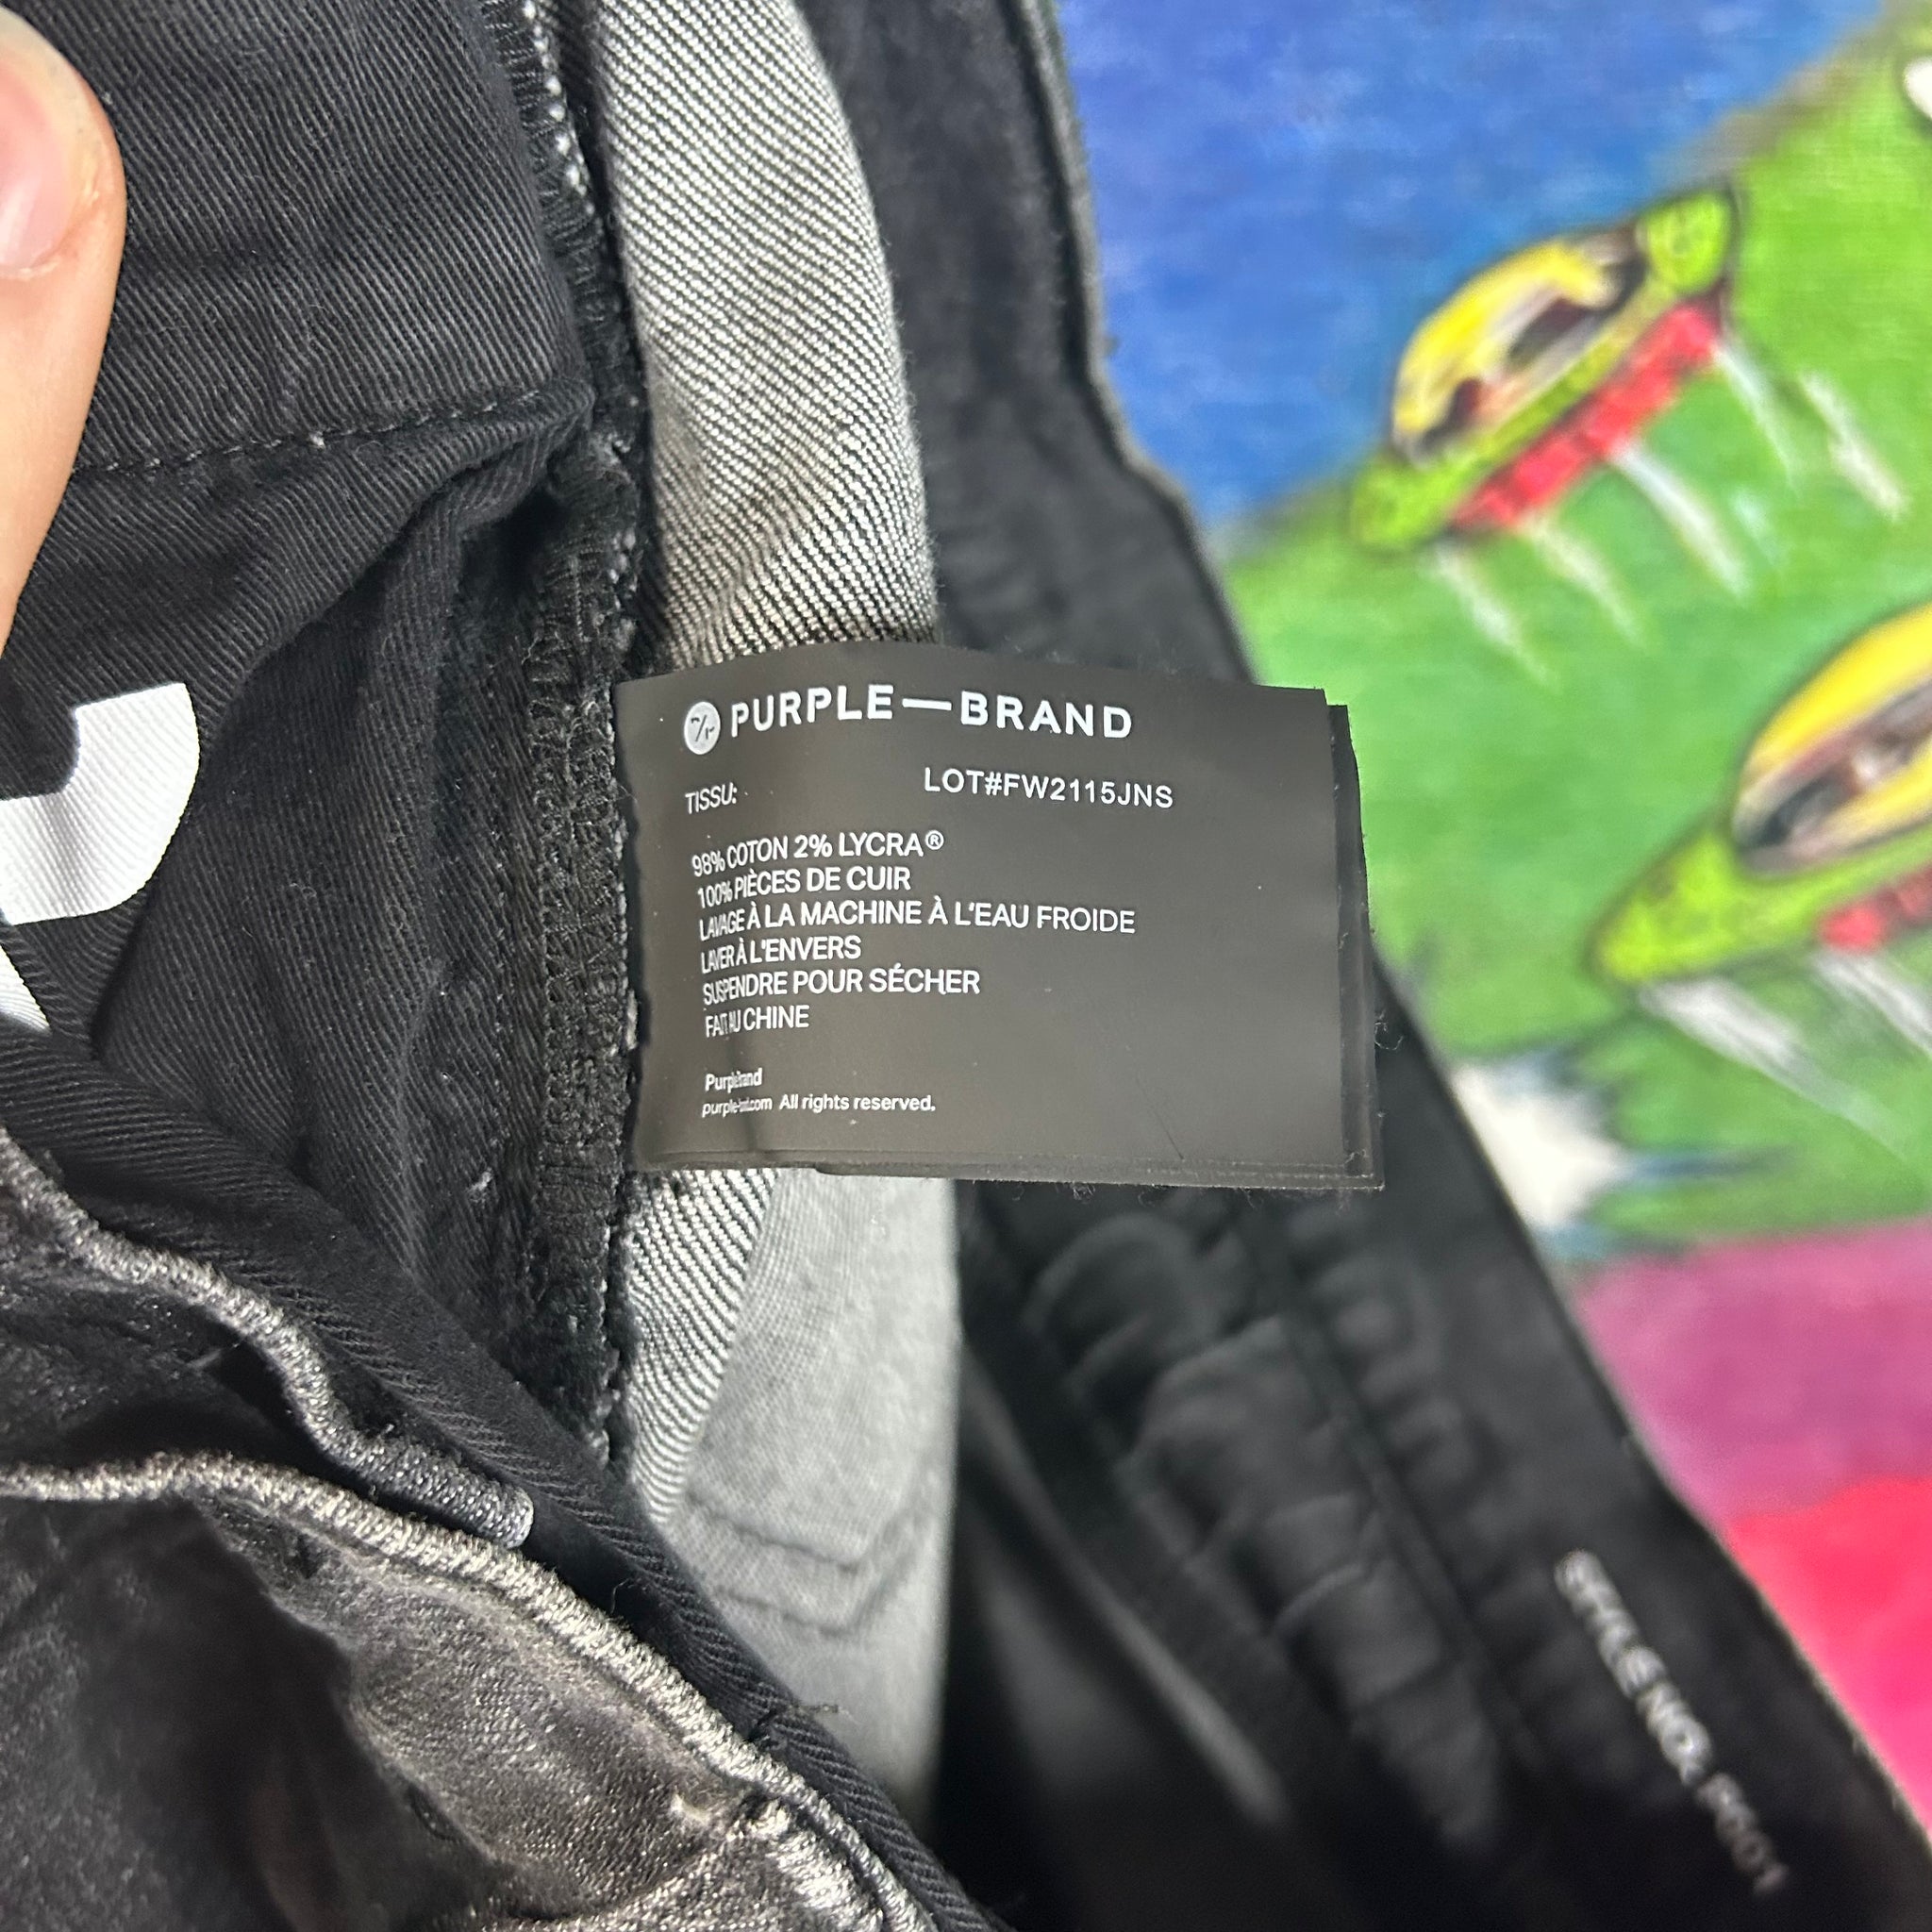 PURPLE—BRAND
LOT#FW2115JNS
TISSU:
98% COTON 2% LYCRA®
100% PIÈCES DE CUIR
LAVAGE À LA MACHINE À L'EAU FROIDE
LAVER À L'ENVERS
SUSPENDRE POUR SÉCHER
FAIT AU CHINE
All rights reserved.
P001